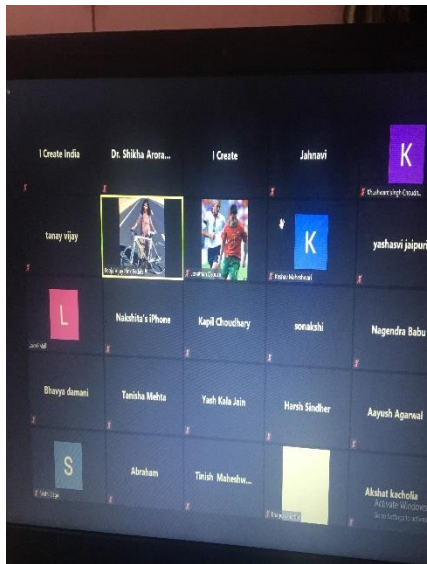 I Create India
Dr. Shikha Arora...
I Create
Jahnavi
K
tanay vijay
K
yashasvi jaipuri
L
Nakshita's iPhone
Kapil Choudhary
sonakshi
Nagendra Babu
Bhavya damani
Tanisha Mehta
Yash Kala Jain
Harsh Sindher
Aayush Agarwal
S
Abraham
Tinish Maheshw...
Akshat kacholia
Activate Windows